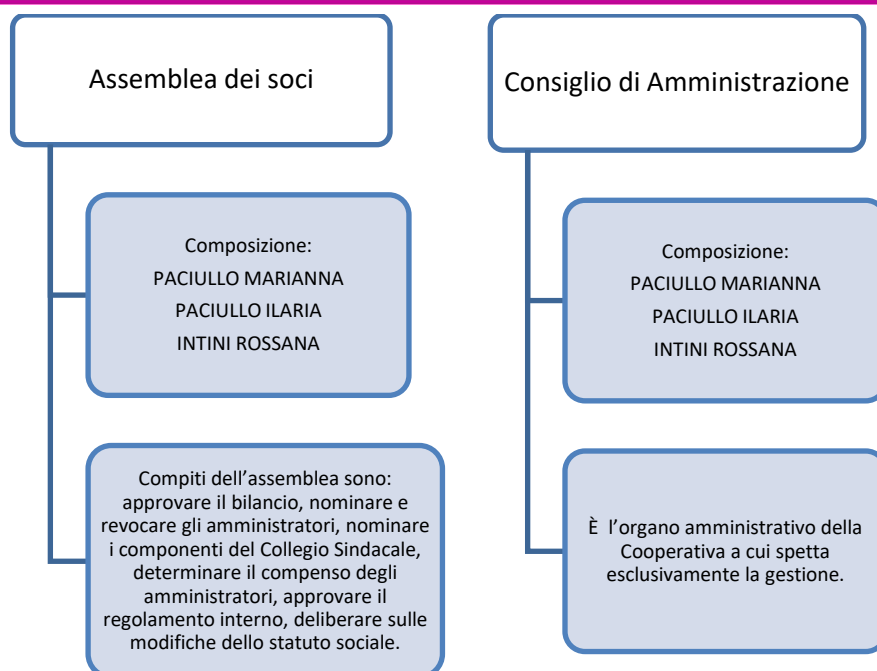 Assemblea dei soci
Composizione:
PACIULLO MARIANNA
PACIULLO ILARIA
INTINI ROSSANA
Compiti dell’assemblea sono:
approvare il bilancio, nominare e
revocare gli amministratori, nominare
i componenti del Collegio Sindacale,
determinare il compenso degli
amministratori, approvare il
regolamento interno, deliberare sulle
modifiche dello statuto sociale.
Consiglio di Amministrazione
Composizione:
PACIULLO MARIANNA
PACIULLO ILARIA
INTINI ROSSANA
È l’organo amministrativo della
Cooperativa a cui spetta
esclusivamente la gestione.